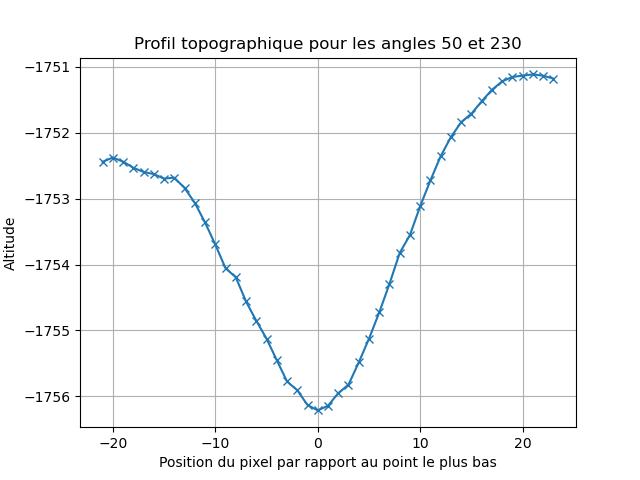 Profil topographique pour les angles 50 et 230
−1751
−1752
−1753
−1754
−1755
−1756
Altitude
−20 −10 0 10 20
Position du pixel par rapport au point le plus bas